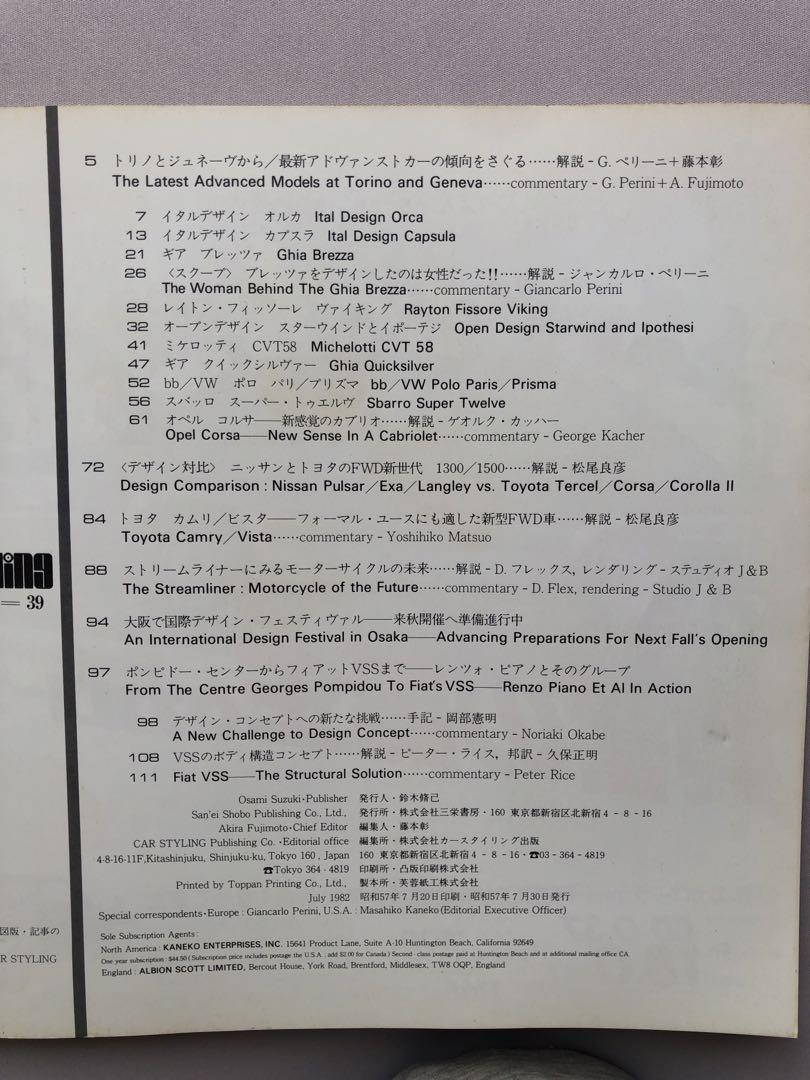 5 トリノとジュネーヴから／最新アドヴァンストカーの傾向をさぐる……解説－G. ペリーニ＋藤本彰
The Latest Advanced Models at Torino and Geneva……commentary－G. Perini＋A. Fujimoto
7 イタルデザイン オルカ Ital Design Orca
13 イタルデザイン カプスラ Ital Design Capsula
21 ギア ブレッツァ Ghia Brezza
26 〈スクープ〉 ブレッツァをデザインしたのは女性だった!!……解説－ジャンカルロ・ペリーニ
The Woman Behind The Ghia Brezza……commentary－Giancarlo Perini
28 レイトン・フィッソーレ ヴァイキング Rayton Fissore Viking
32 オープンデザイン スターウインドとイポーテジ Open Design Starwind and Ipothesi
41 ミケロッティ CVT58 Michelotti CVT 58
47 ギア クイックシルヴァー Ghia Quicksilver
52 bb／VW ポロ パリ／プリズマ bb／VW Polo Paris／Prisma
56 スバッロ スーパー・トゥエルヴ Sbarro Super Twelve
61 オペル コルサ——新感覚のカブリオ……解説－ゲオルク・カッハー
Opel Corsa——New Sense In A Cabriolet……commentary－George Kacher
72 〈デザイン対比〉 ニッサンとトヨタのFWD新世代 1300／1500……解説－松尾良彦
Design Comparison : Nissan Pulsar／Exa／Langley vs. Toyota Tercel／Corsa／Corolla II
84 トヨタ カムリ／ビスタ——フォーマル・ユースにも適した新型FWD車……解説－松尾良彦
Toyota Camry／Vista……commentary－Yoshihiko Matsuo
88 ストリームライナーにみるモーターサイクルの未来……解説－D. フレックス, レンダリング－ステュディオJ＆B
The Streamliner : Motorcycle of the Future……commentary－D. Flex, rendering－Studio J & B
94 大阪で国際デザイン・フェスティヴァル——来秋開催へ準備進行中
An International Design Festival in Osaka——Advancing Preparations For Next Fall's Opening
97 ポンピドー・センターからフィアットVSSまで——レンツォ・ピアノとそのグループ
From The Centre Georges Pompidou To Fiat's VSS——Renzo Piano Et Al In Action
98 デザイン・コンセプトへの新たな挑戦……手記－岡部憲明
A New Challenge to Design Concept……commentary－Noriaki Okabe
108 VSSのボディ構造コンセプト……解説－ピーター・ライス, 邦訳－久保正明
111 Fiat VSS——The Structural Solution……commentary－Peter Rice
Osami Suzuki・Publisher 発行人・鈴木脩己
San'ei Shobo Publishing Co., Ltd., 発行所・株式会社三栄書房・160 東京都新宿区北新宿4－8－16
Akira Fujimoto・Chief Editor 編集人・藤本彰
CAR STYLING Publishing Co.・Editorial office 編集所・株式会社カースタイリング出版
4-8-16-11F, Kitashinjuku, Shinjuku-ku, Tokyo 160, Japan 160 東京都新宿区北新宿4－8－16・☎03－364－4819
☎Tokyo 364・4819 印刷所・凸版印刷株式会社
Printed by Toppan Printing Co., Ltd., 製本所・芙蓉紙工株式会社
July 1982 昭和57年7月20日印刷・昭和57年7月30日発行
Special correspondents・Europe : Giancarlo Perini, U.S.A. : Masahiko Kaneko (Editorial Executive Officer)
Sole Subscription Agents :
North America : KANEKO ENTERPRISES, INC. 15641 Product Lane, Suite A-10 Huntington Beach, California 92649
One year subscription : $44.50 (Subscription price includes postage the U.S.A., add $2.00 for Canada) Second-class postage paid at Huntington Beach and at additional mailing office CA.
England : ALBION SCOTT LIMITED, Bercout House, York Road, Brentford, Middlesex, TW8 OQP, England
ling
＝39
図版・記事の
R STYLING